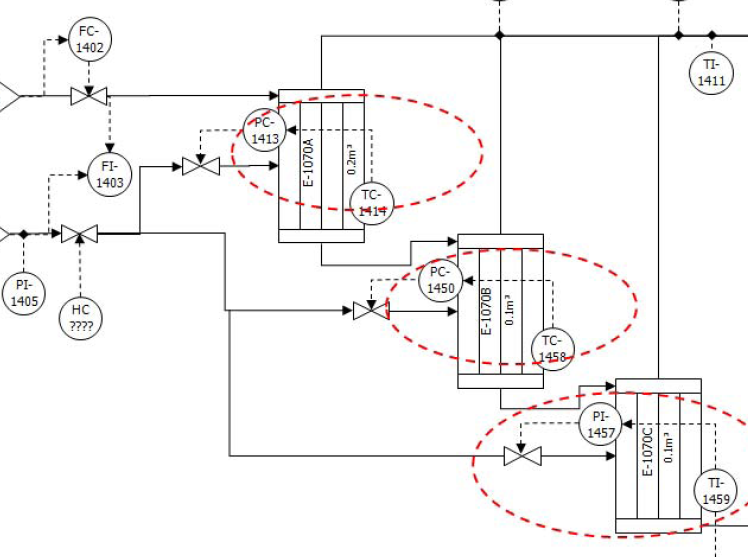 FC-
1402
TI-
1411
PC-
1413
E-1070A
0.2m³
FI-
1403
TC-
1414
PI-
1405
HC
????
PC-
1450
E-1070B
0.1m³
TC-
1458
PI-
1457
E-1070C
0.1m³
TI-
1459